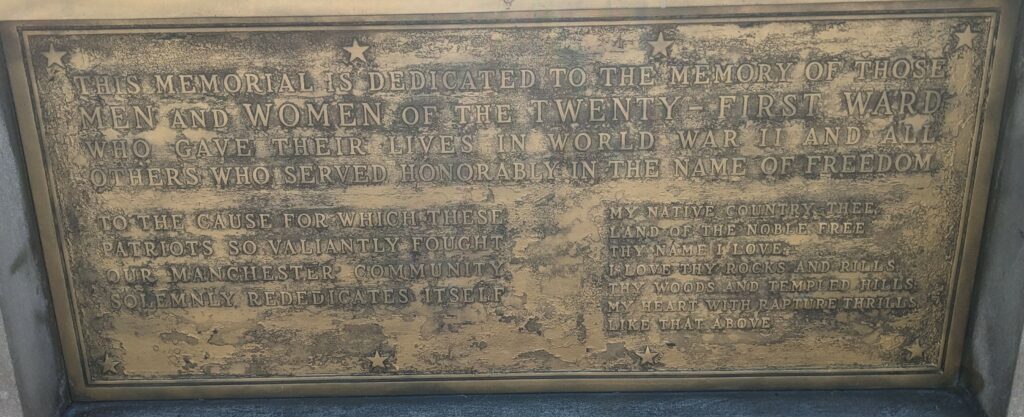 THIS MEMORIAL IS DEDICATED TO THE MEMORY OF THOSE
MEN AND WOMEN OF THE TWENTY-FIRST WARD
WHO GAVE THEIR LIVES IN WORLD WAR II AND ALL
OTHERS WHO SERVED HONORABLY IN THE NAME OF FREEDOM
TO THE CAUSE FOR WHICH THESE
PATRIOTS SO VALIANTLY FOUGHT
OUR MANCHESTER COMMUNITY
SOLEMNLY REDEDICATES ITSELF
MY NATIVE COUNTRY, THEE,
LAND OF THE NOBLE FREE
THY NAME I LOVE;
I LOVE THY ROCKS AND RILLS,
THY WOODS AND TEMPLED HILLS,
MY HEART WITH RAPTURE THRILLS
LIKE THAT ABOVE